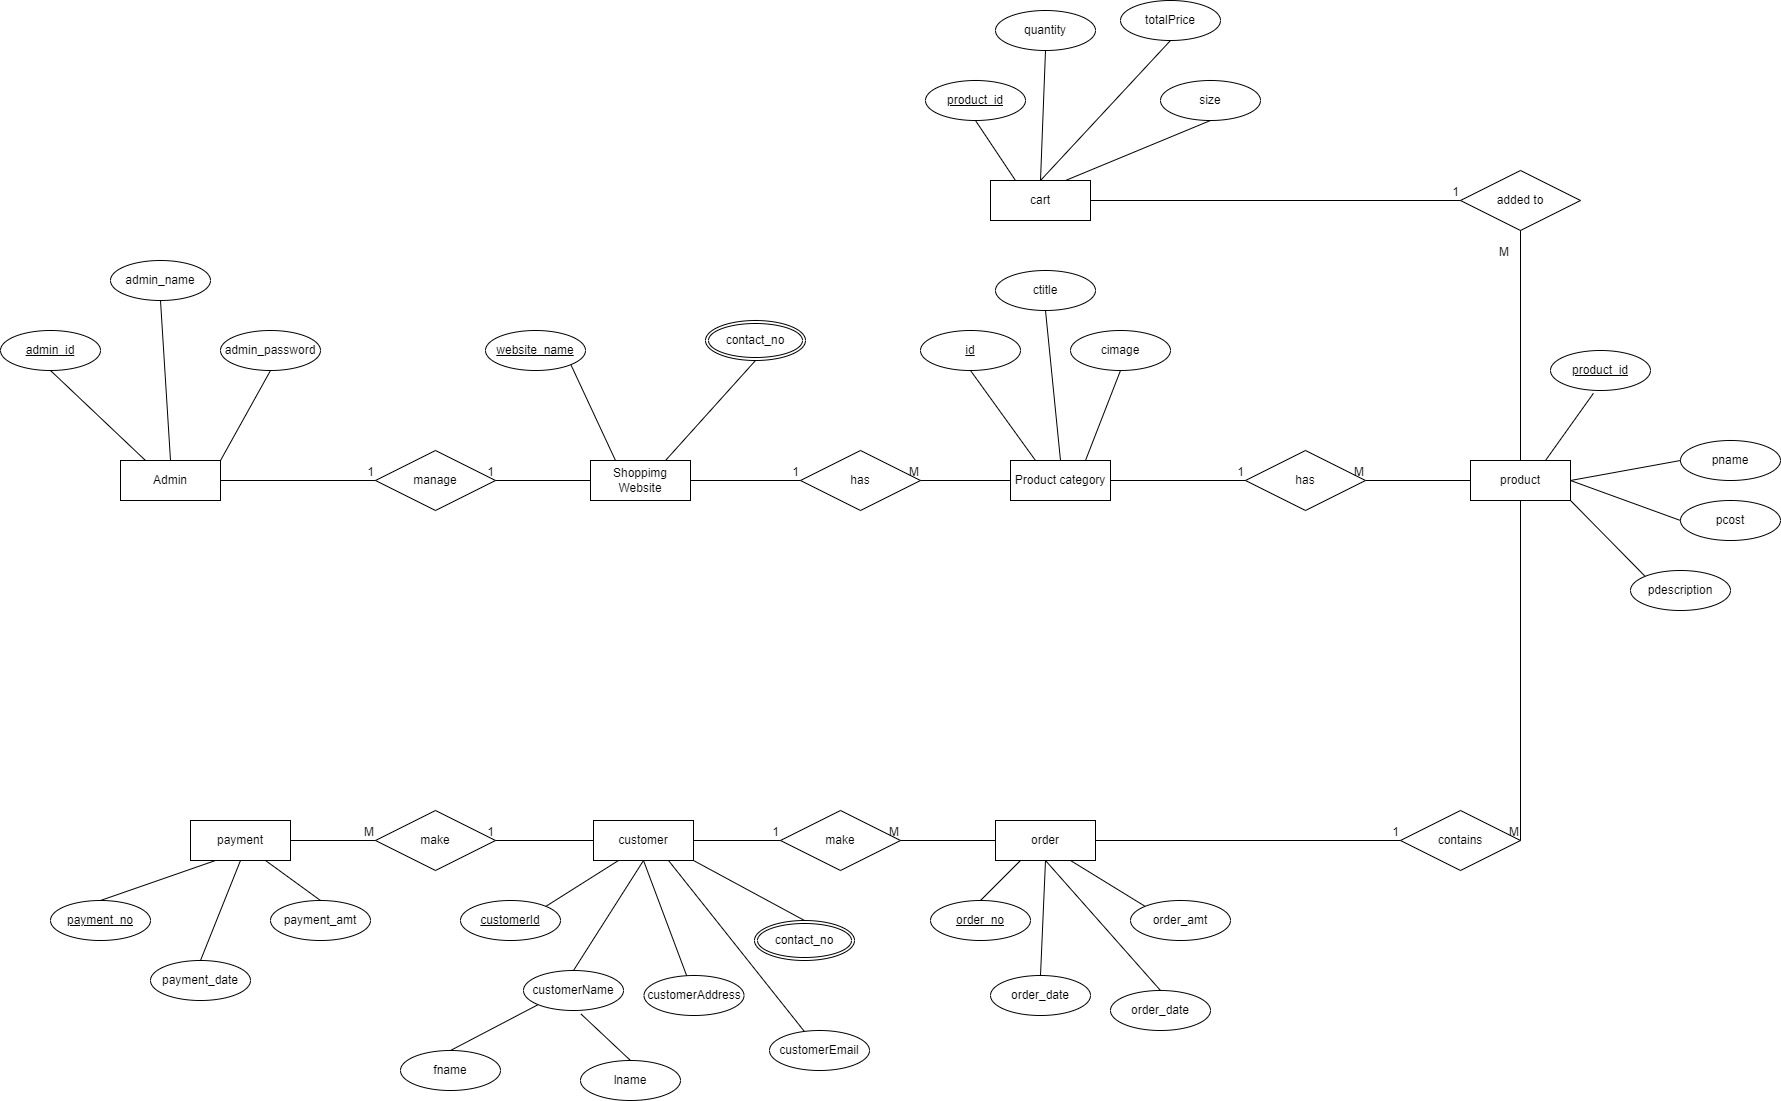 totalPrice
quantity
product_id
size
cart
1
added to
M
admin_name
ctitle
admin_id
admin_password
website_name
contact_no
id
cimage
product_id
Admin
1
manage
1
Shoppimg
Website
1
has
M
Product category
1
has
M
product
pname
pcost
pdescription
payment
M
make
1
customer
1
make
M
order
1
contains
M
payment_no
payment_amt
customerId
contact_no
order_no
order_amt
payment_date
customerName
customerAddress
order_date
order_date
customerEmail
fname
lname